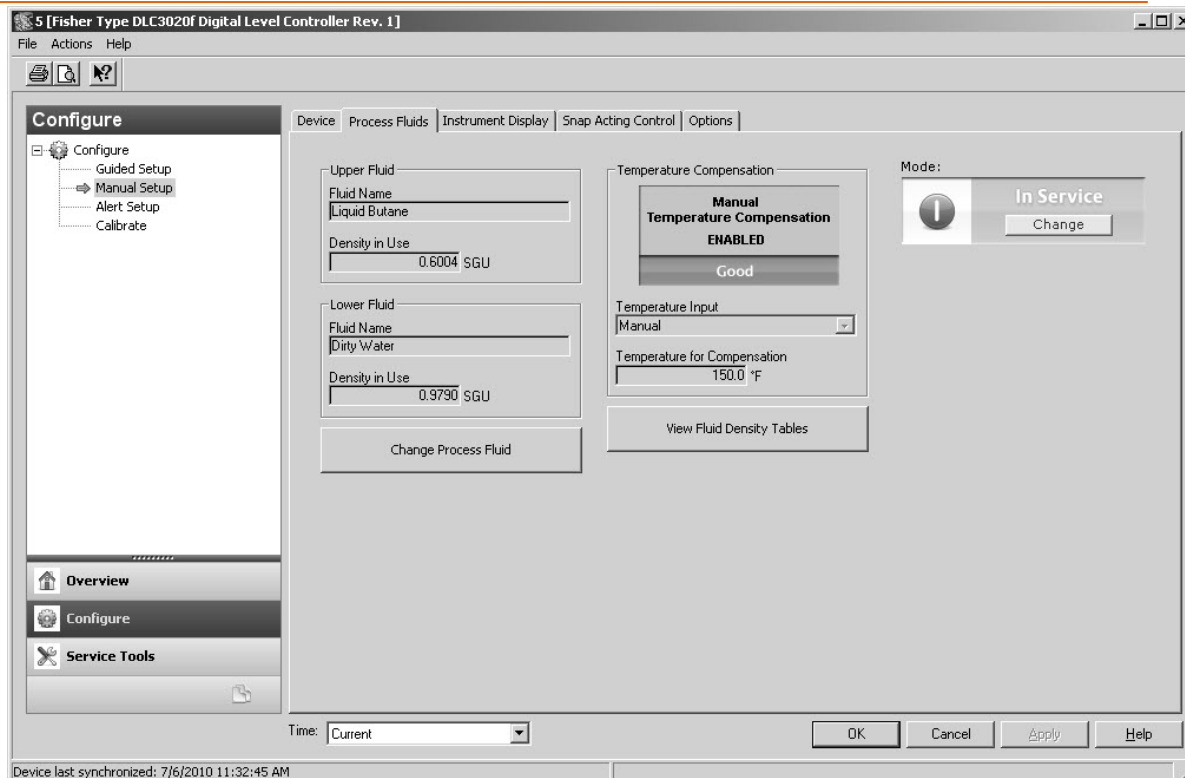 5 [Fisher Type DLC3020f Digital Level Controller Rev. 1]
File Actions Help
Configure
Configure
Guided Setup
Manual Setup
Alert Setup
Calibrate
Overview
Configure
Service Tools
Device Process Fluids Instrument Display Snap Acting Control Options
Upper Fluid
Fluid Name
Liquid Butane
Density in Use
0.6004 SGU
Lower Fluid
Fluid Name
Dirty Water
Density in Use
0.9790 SGU
Change Process Fluid
Temperature Compensation
Manual
Temperature Compensation
ENABLED
Good
Temperature Input
Manual
Temperature for Compensation
150.0 °F
View Fluid Density Tables
Mode:
In Service
Change
Time: Current
OK Cancel Apply Help
Device last synchronized: 7/6/2010 11:32:45 AM